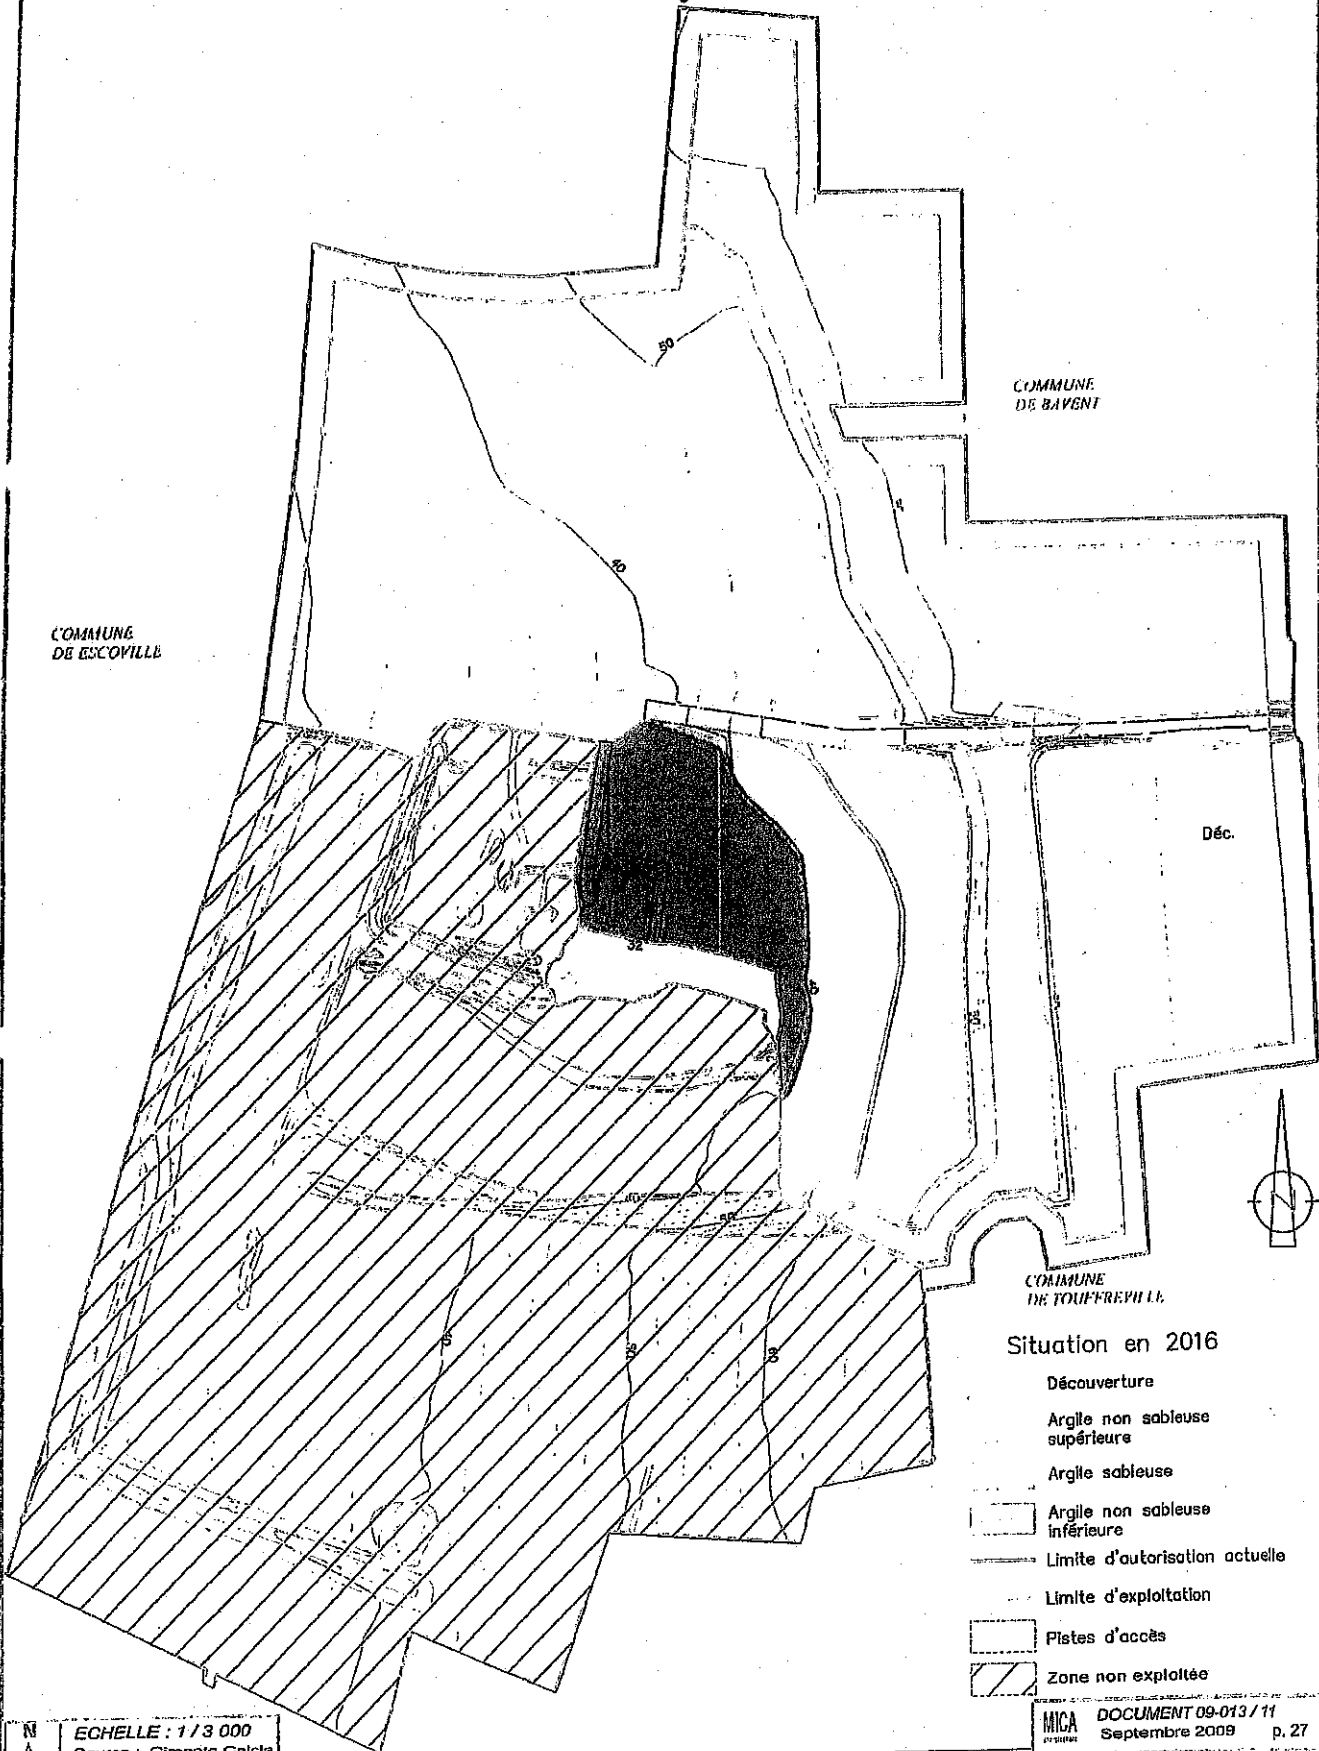 50
COMMUNE
DE BAVENT
40
COMMUNE
DE ESCOVILLE
Déc.
32
50
COMMUNE
DE TOUFFREVILLE
Situation en 2016
Découverture
Argile non sableuse
supérieure
Argile sableuse
Argile non sableuse
inférieure
Limite d'autorisation actuelle
Limite d'exploitation
Pistes d'accès
Zone non exploitée
N
ECHELLE : 1 / 3 000
MICA
DOCUMENT 09-013 / 11
Septembre 2009 p. 27